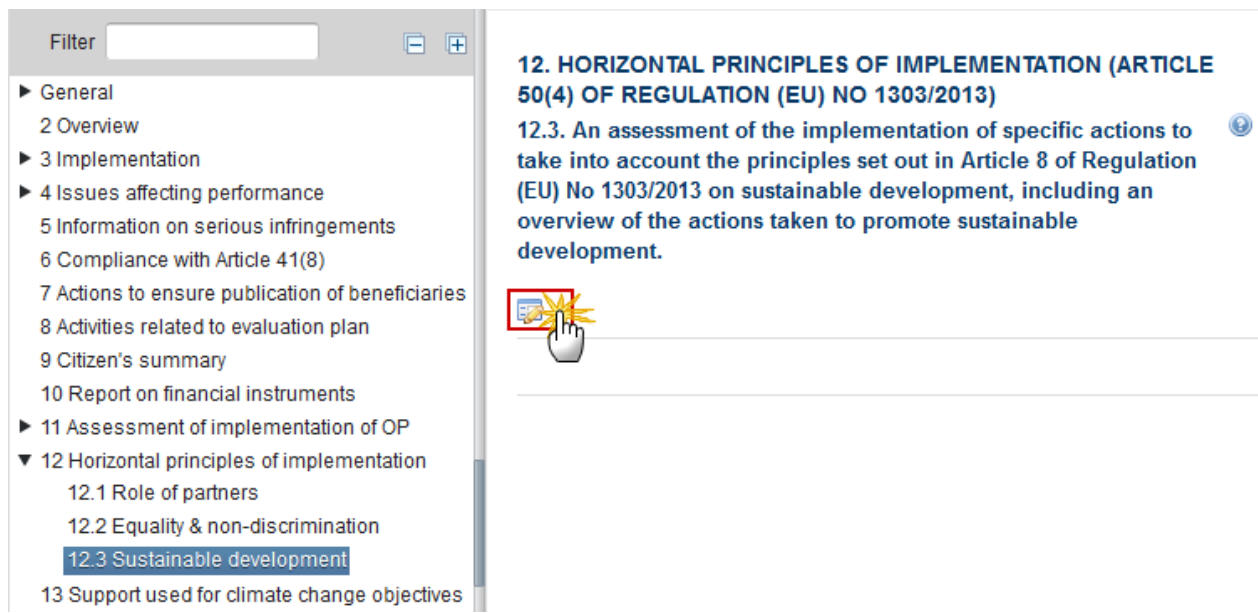 Filter
General
2 Overview
3 Implementation
4 Issues affecting performance
5 Information on serious infringements
6 Compliance with Article 41(8)
7 Actions to ensure publication of beneficiaries
8 Activities related to evaluation plan
9 Citizen's summary
10 Report on financial instruments
11 Assessment of implementation of OP
12 Horizontal principles of implementation
12.1 Role of partners
12.2 Equality & non-discrimination
12.3 Sustainable development
13 Support used for climate change objectives
12. HORIZONTAL PRINCIPLES OF IMPLEMENTATION (ARTICLE
50(4) OF REGULATION (EU) NO 1303/2013)
12.3. An assessment of the implementation of specific actions to
take into account the principles set out in Article 8 of Regulation
(EU) No 1303/2013 on sustainable development, including an
overview of the actions taken to promote sustainable
development.